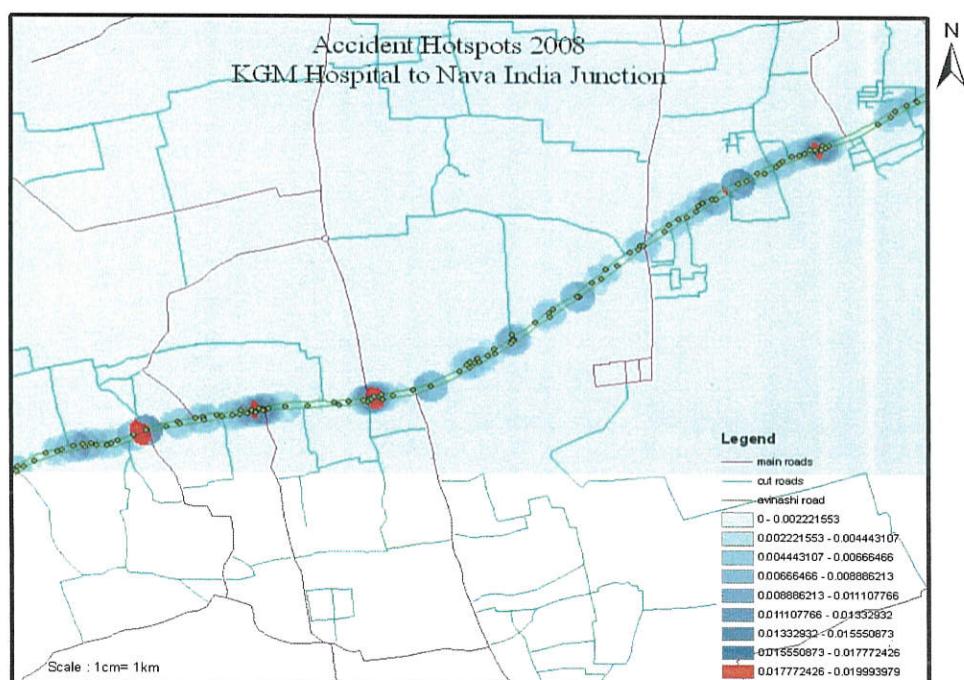 Accident Hotspots 2008
KGM Hospital to Nava India Junction
N
Legend
main roads
cut roads
avinashi road
0 - 0.002221553
0.002221553 - 0.004443107
0.004443107 - 0.00666466
0.00666466 - 0.008886213
0.008886213 - 0.011107766
0.011107766 - 0.01332932
0.01332932 - 0.015550873
0.015550873 - 0.017772426
0.017772426 - 0.019993979
Scale : 1cm= 1km